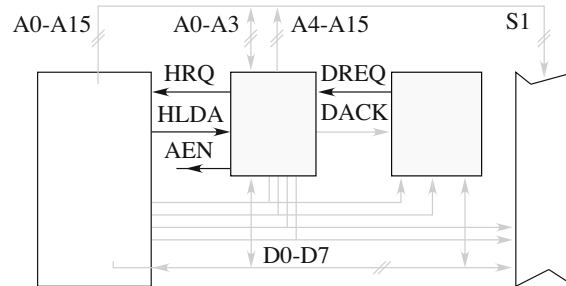 A0-A15 A0-A3 A4-A15 S1
HRQ DREQ
HLDA DACK
AEN
D0-D7